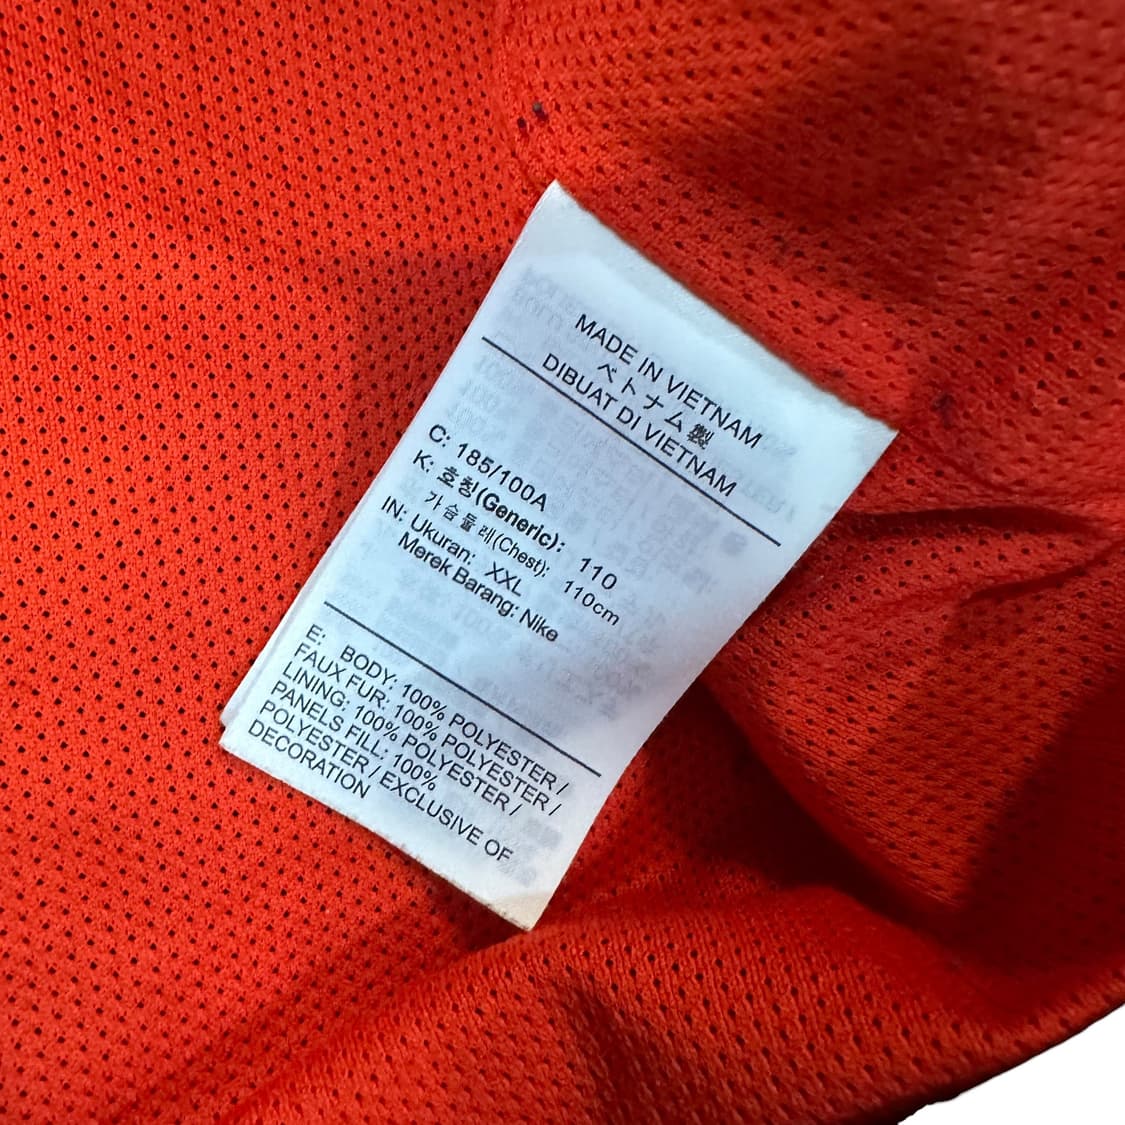 MADE IN VIETNAM
ベトナム製
DIBUAT DI VIETNAM
C: 185/100A
K: 호칭(Generic): 110
가슴둘레(Chest): 110cm
IN: Ukuran: XXL
Merek Barang: Nike
E: BODY: 100% POLYESTER /
FAUX FUR: 100% POLYESTER /
LINING: 100% POLYESTER /
PANELS FILL: 100%
POLYESTER / EXCLUSIVE OF
DECORATION